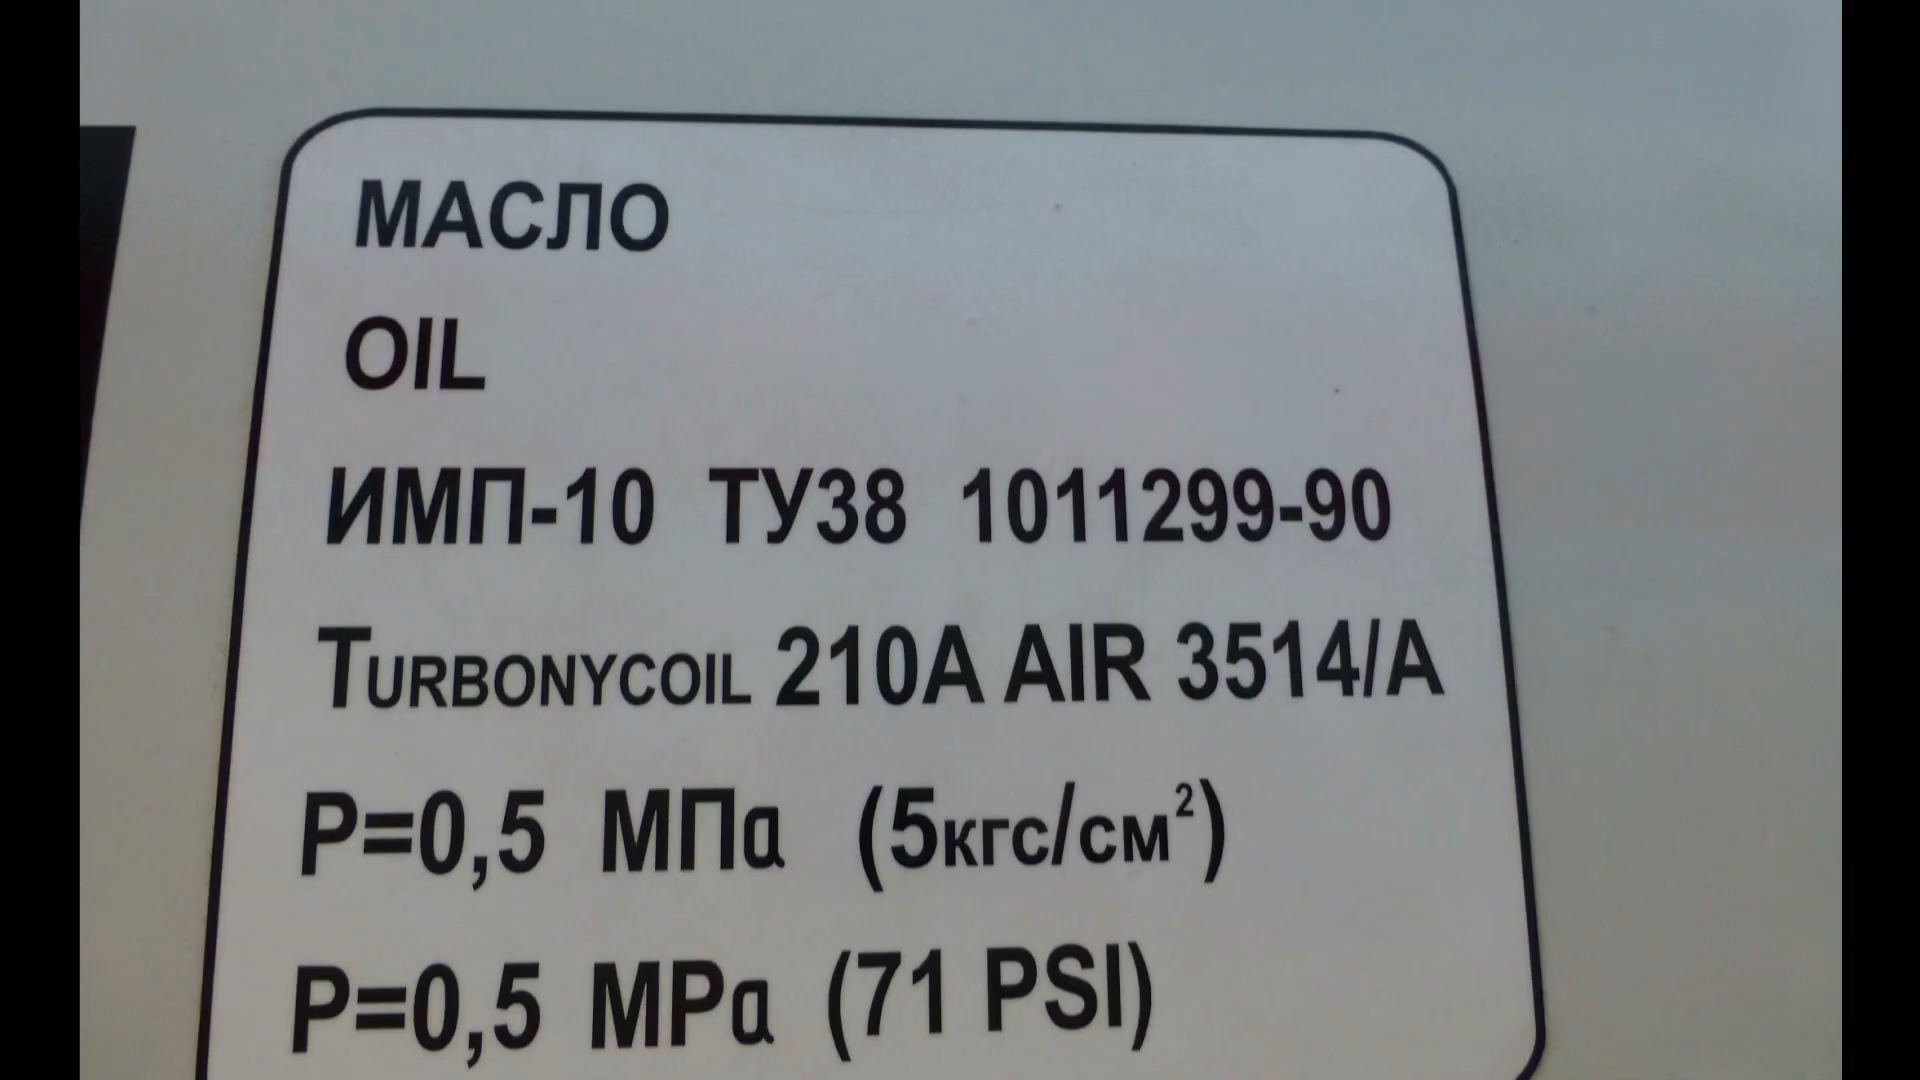 МАСЛО
OIL
ИМП-10 ТУ38 1011299-90
TURBONYCOIL 210A AIR 3514/A
Р=0,5 МПа (5кгс/см²)
P=0,5 MPa (71 PSI)